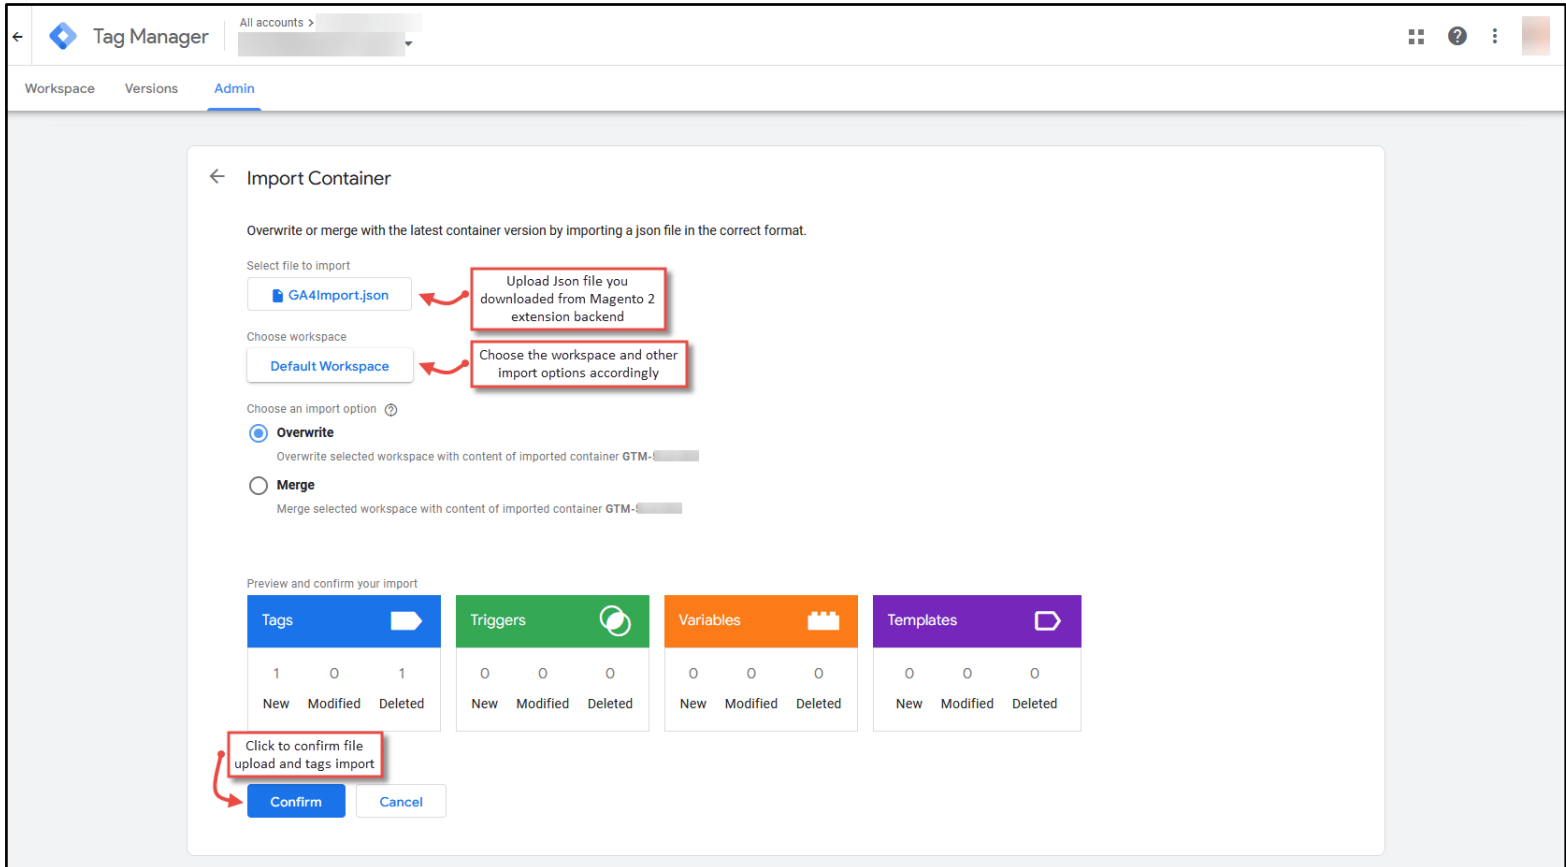 All accounts >
Tag Manager
Workspace Versions Admin
Import Container
Overwrite or merge with the latest container version by importing a json file in the correct format.
Select file to import
GA4Import.json
Upload Json file you
downloaded from Magento 2
extension backend
Choose workspace
Default Workspace
Choose the workspace and other
import options accordingly
Choose an import option
Overwrite
Overwrite selected workspace with content of imported container GTM-
Merge
Merge selected workspace with content of imported container GTM-
Preview and confirm your import
Tags Triggers Variables Templates
1 0 1 0 0 0 0 0 0 0 0 0
New Modified Deleted New Modified Deleted New Modified Deleted New Modified Deleted
Click to confirm file
upload and tags import
Confirm Cancel